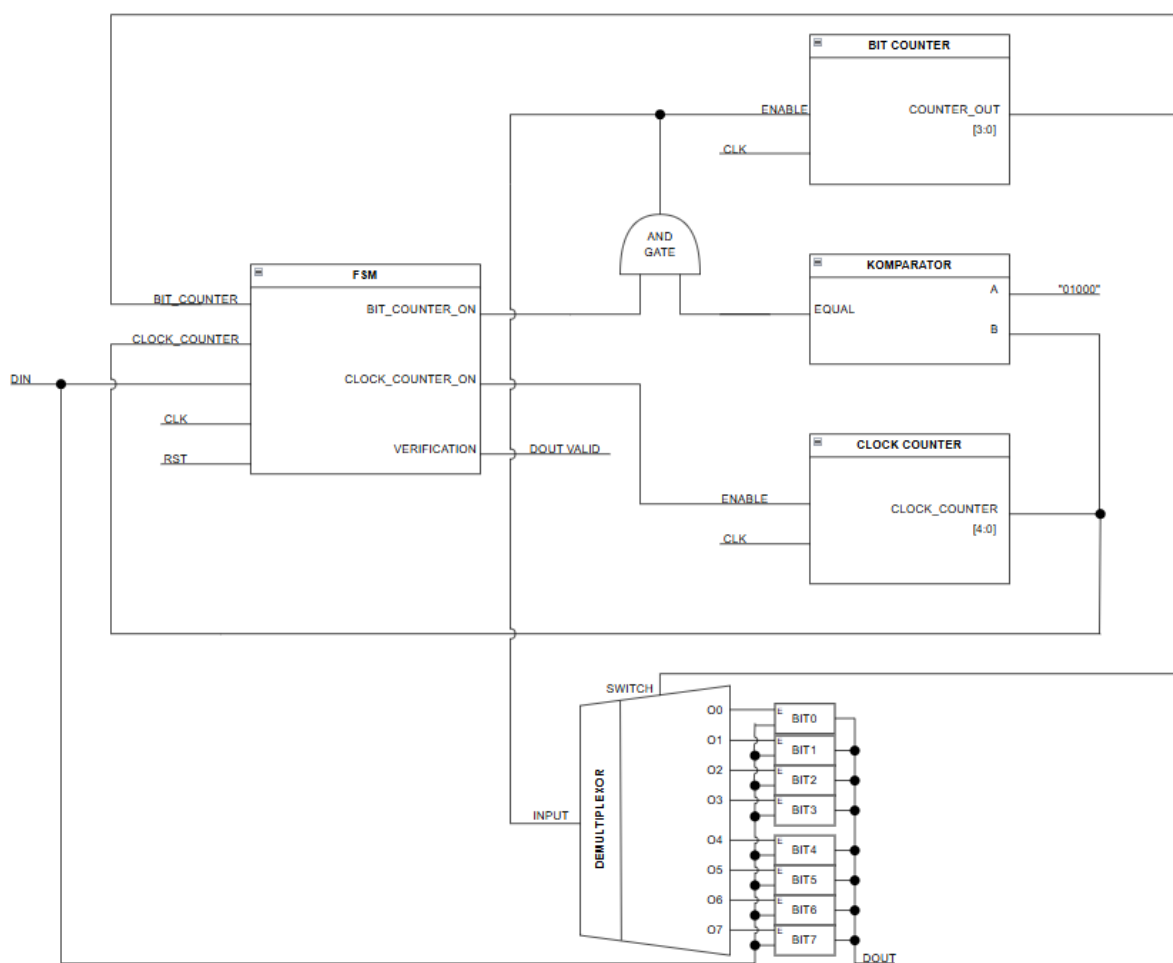 BIT COUNTER
ENABLE
COUNTER_OUT
[3:0]
CLK
AND
GATE
KOMPARATOR
A
"01000"
EQUAL
B
FSM
BIT_COUNTER
BIT_COUNTER_ON
CLOCK_COUNTER
DIN
CLOCK_COUNTER_ON
CLK
VERIFICATION
DOUT VALID
RST
CLOCK COUNTER
ENABLE
CLOCK_COUNTER
[4:0]
CLK
SWITCH
DEMULTIPLEXOR
INPUT
O0
E
BIT0
O1
E
BIT1
O2
E
BIT2
O3
E
BIT3
O4
E
BIT4
O5
E
BIT5
O6
E
BIT6
O7
E
BIT7
DOUT